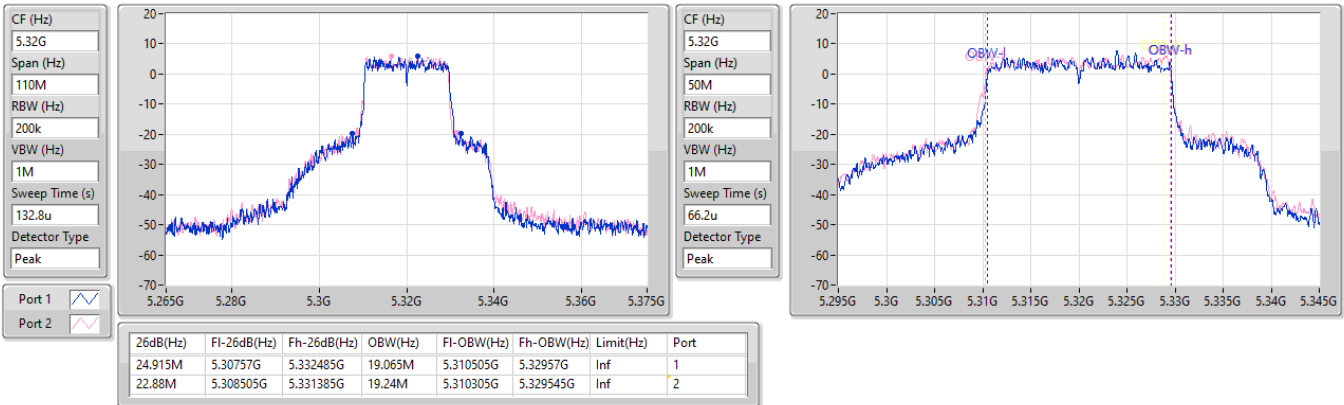 CF (Hz)
5.32G
Span (Hz)
110M
RBW (Hz)
200k
VBW (Hz)
1M
Sweep Time (s)
132.8u
Detector Type
Peak
Port 1
Port 2
20-
10-
0-
-10-
-20-
-30-
-40-
-50-
-60-
-70-
5.265G 5.28G 5.3G 5.32G 5.34G 5.36G 5.375G
CF (Hz)
5.32G
Span (Hz)
50M
RBW (Hz)
200k
VBW (Hz)
1M
Sweep Time (s)
66.2u
Detector Type
Peak
20-
10-
0-
-10-
-20-
-30-
-40-
-50-
-60-
-70-
OBW-l
OBW-h
5.295G 5.3G 5.305G 5.31G 5.315G 5.32G 5.325G 5.33G 5.335G 5.34G 5.345G
26dB(Hz) Fl-26dB(Hz) Fh-26dB(Hz) OBW(Hz) Fl-OBW(Hz) Fh-OBW(Hz) Limit(Hz) Port
24.915M 5.30757G 5.332485G 19.065M 5.310505G 5.32957G Inf 1
22.88M 5.308505G 5.331385G 19.24M 5.310305G 5.329545G Inf 2